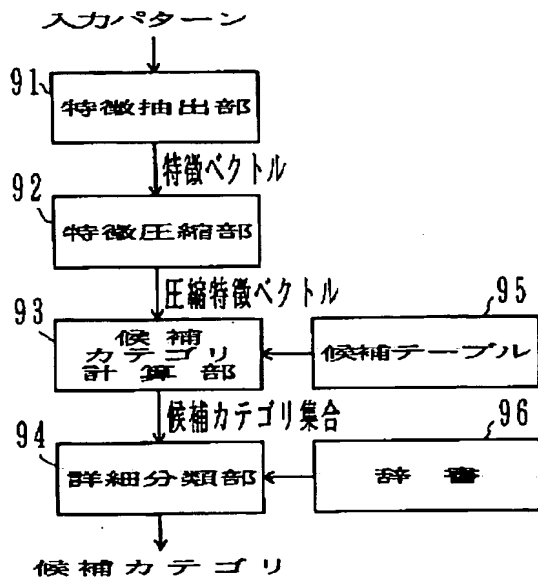 入力パターン
91
特徴抽出部
特徴ベクトル
92
特徴圧縮部
圧縮特徴ベクトル
93
候補
カテゴリ
計算部
95
候補テーブル
候補カテゴリ集合
94
詳細分類部
96
辞書
候補カテゴリ